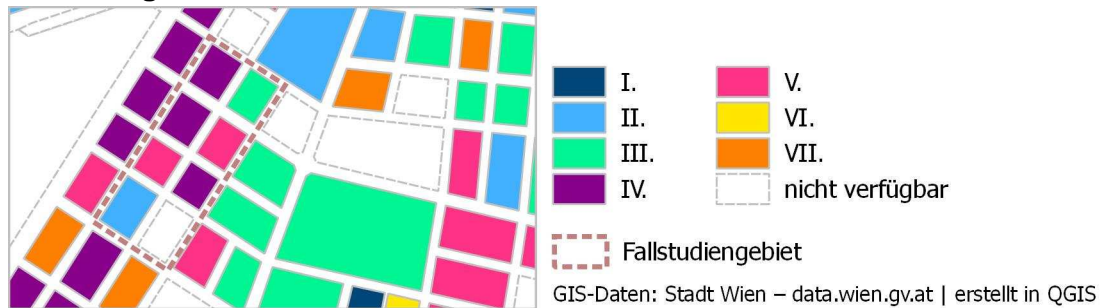 I.
II.
III.
IV.
V.
VI.
VII.
nicht verfügbar
Fallstudiengebiet
GIS-Daten: Stadt Wien – data.wien.gv.at | erstellt in QGIS